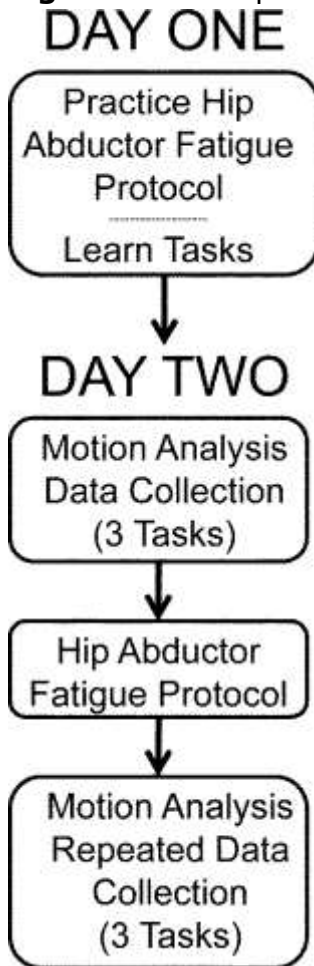 DAY ONE
Practice Hip
Abductor Fatigue
Protocol
Learn Tasks
DAY TWO
Motion Analysis
Data Collection
(3 Tasks)
Hip Abductor
Fatigue Protocol
Motion Analysis
Repeated Data
Collection
(3 Tasks)